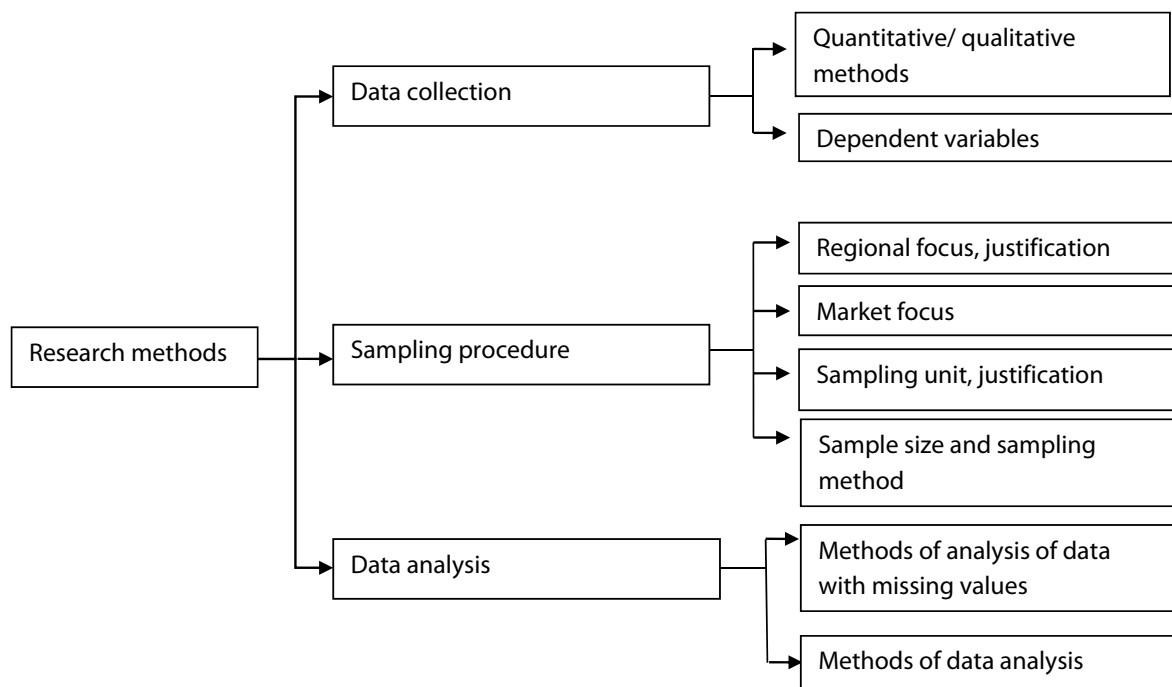 Quantitative/ qualitative
methods
Data collection
Dependent variables
Regional focus, justification
Market focus
Research methods
Sampling procedure
Sampling unit, justification
Sample size and sampling
method
Data analysis
Methods of analysis of data
with missing values
Methods of data analysis